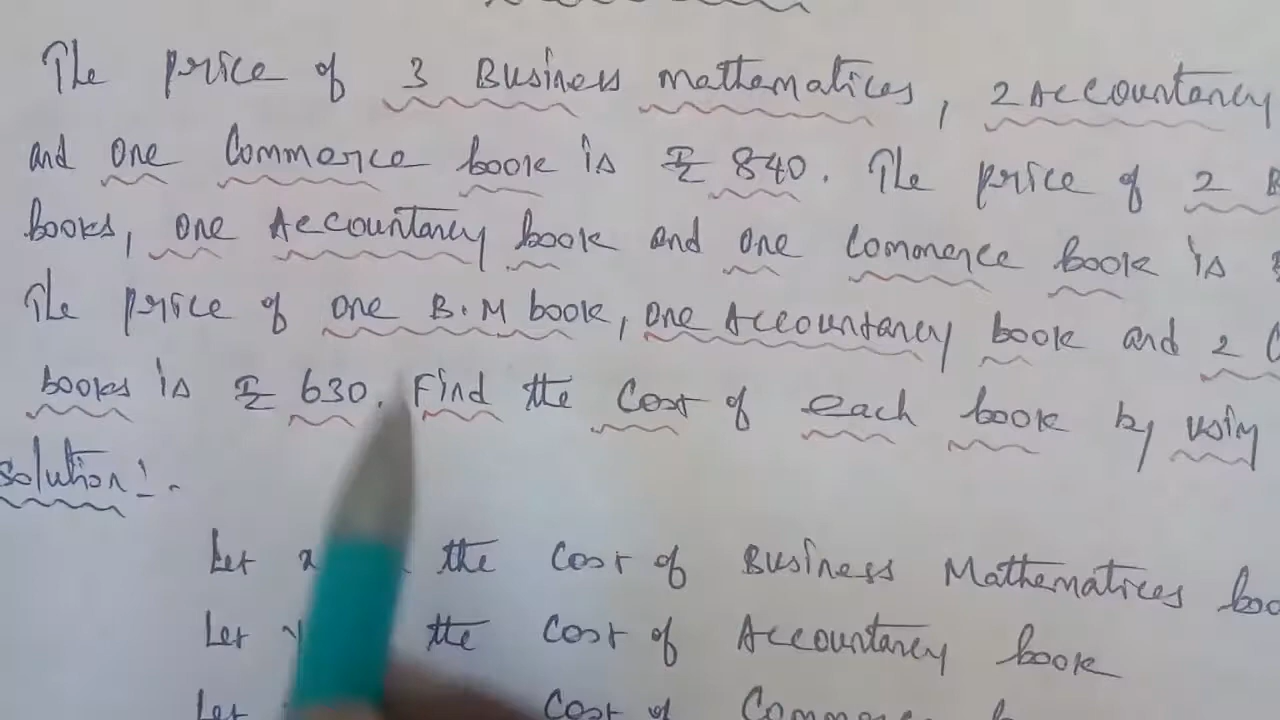 The price of 3 Business mathematices, 2 Accountancy
and one Commerce book is ₹ 840. The price of 2
books, one Accountancy book and one Commerce book is
The price of one B.M book, one Accountancy book and 2
books is ₹ 630. Find the Cost of each book by using
solution:-
Let the Cost of Business Mathematices
Let the Cost of Accountancy book
Let Cost of